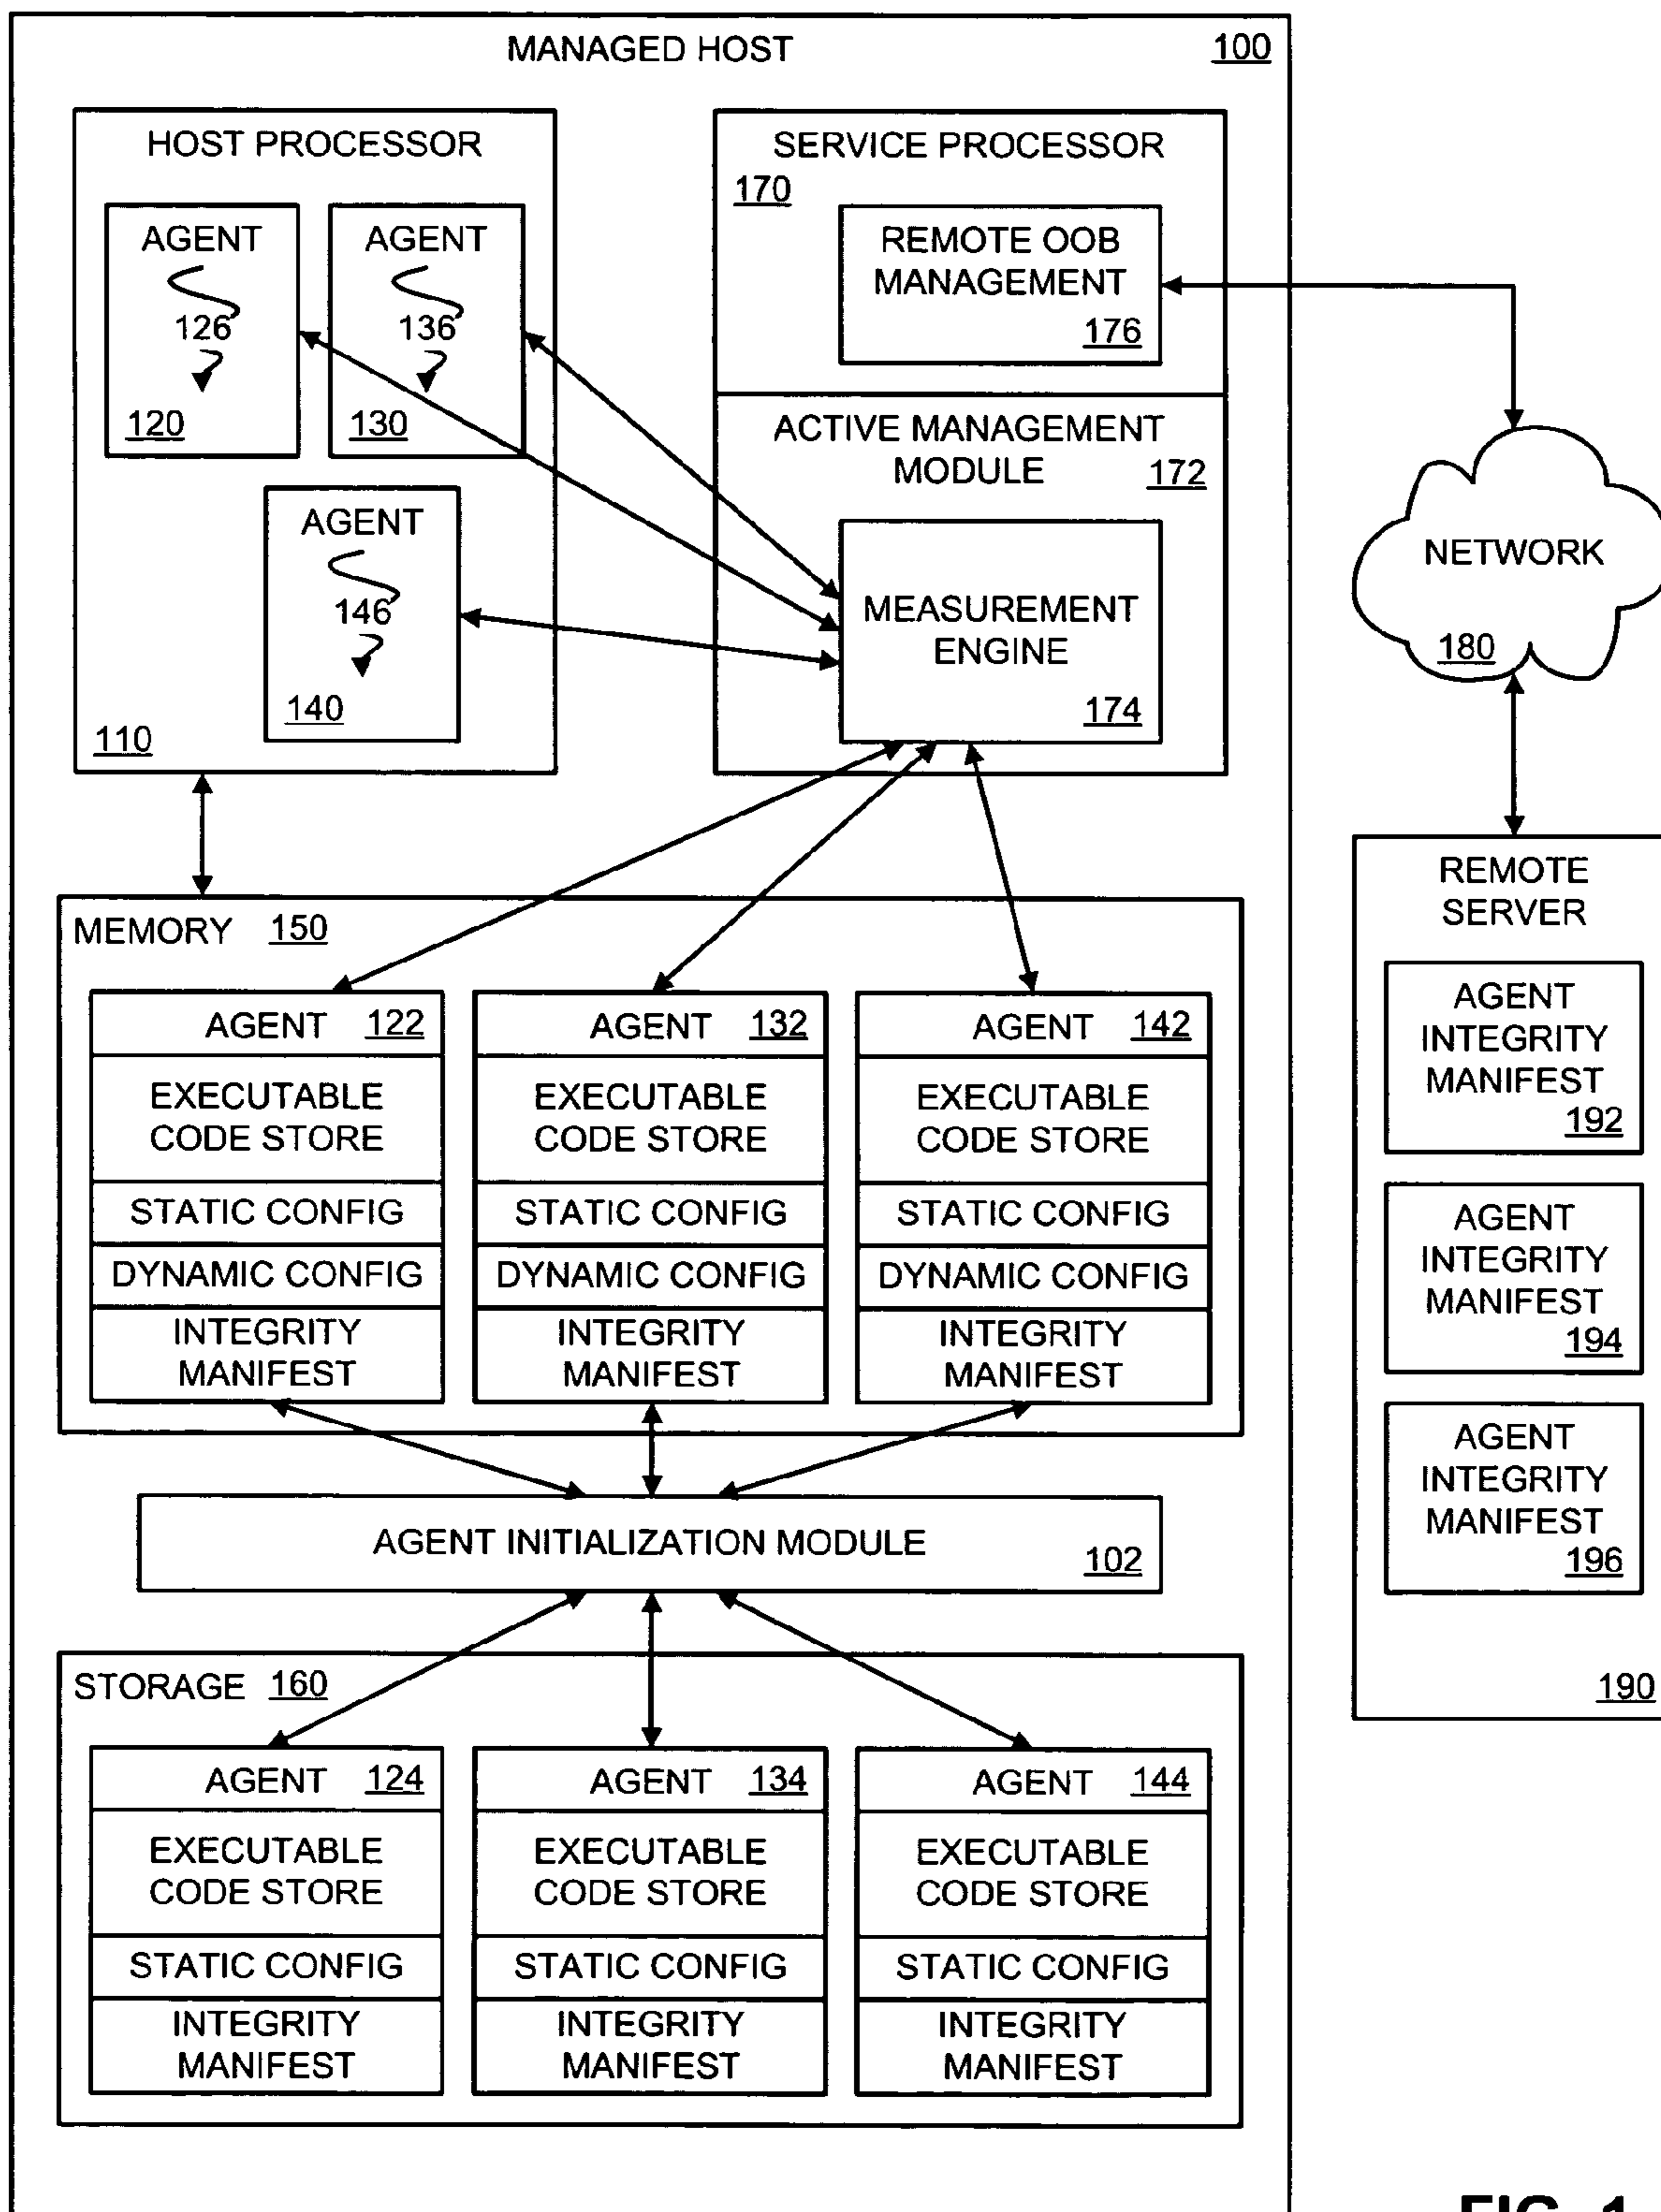 MANAGED HOST 100
HOST PROCESSOR
AGENT
126
120
AGENT
136
130
AGENT
146
140
110
SERVICE PROCESSOR
170
REMOTE OOB
MANAGEMENT
176
ACTIVE MANAGEMENT
MODULE 172
MEASUREMENT
ENGINE
174
NETWORK
180
MEMORY 150
AGENT 122
EXECUTABLE
CODE STORE
STATIC CONFIG
DYNAMIC CONFIG
INTEGRITY
MANIFEST
AGENT 132
EXECUTABLE
CODE STORE
STATIC CONFIG
DYNAMIC CONFIG
INTEGRITY
MANIFEST
AGENT 142
EXECUTABLE
CODE STORE
STATIC CONFIG
DYNAMIC CONFIG
INTEGRITY
MANIFEST
REMOTE
SERVER
AGENT
INTEGRITY
MANIFEST
192
AGENT
INTEGRITY
MANIFEST
194
AGENT
INTEGRITY
MANIFEST
196
190
AGENT INITIALIZATION MODULE 102
STORAGE 160
AGENT 124
EXECUTABLE
CODE STORE
STATIC CONFIG
INTEGRITY
MANIFEST
AGENT 134
EXECUTABLE
CODE STORE
STATIC CONFIG
INTEGRITY
MANIFEST
AGENT 144
EXECUTABLE
CODE STORE
STATIC CONFIG
INTEGRITY
MANIFEST
FIG. 1